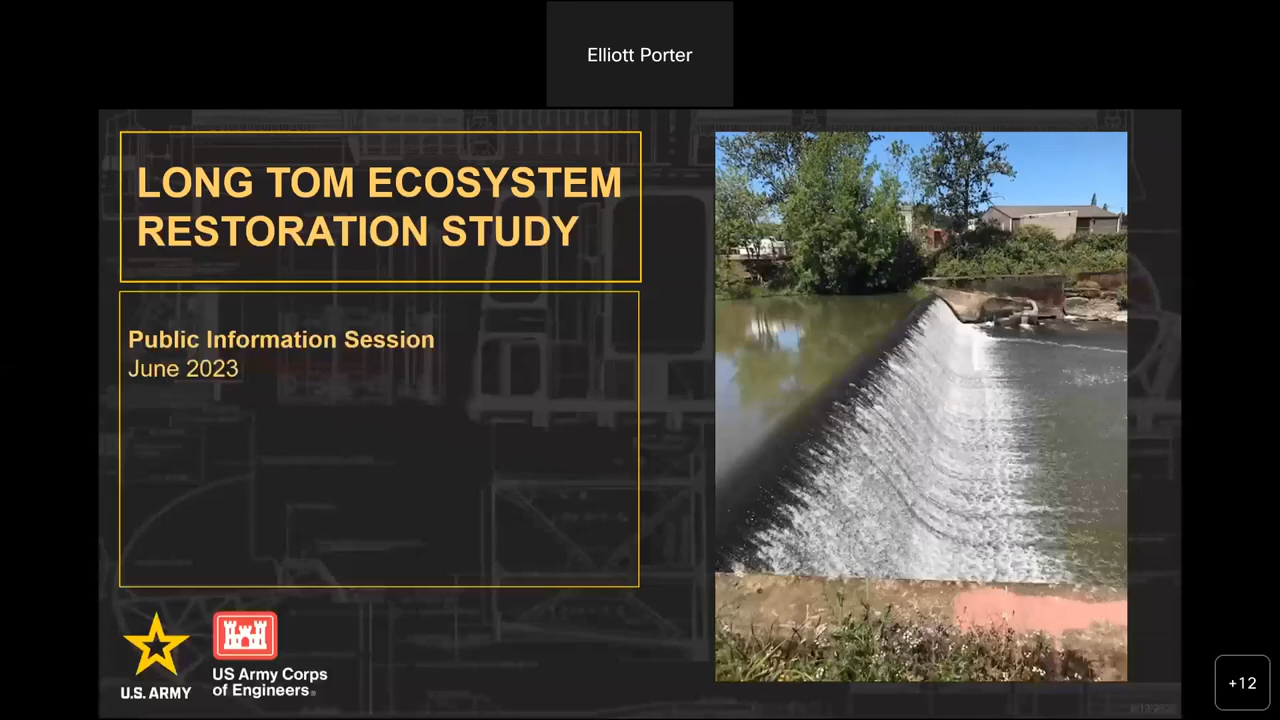 Elliott Porter
LONG TOM ECOSYSTEM
RESTORATION STUDY
Public Information Session
June 2023
U.S. ARMY
US Army Corps
of Engineers®
+12